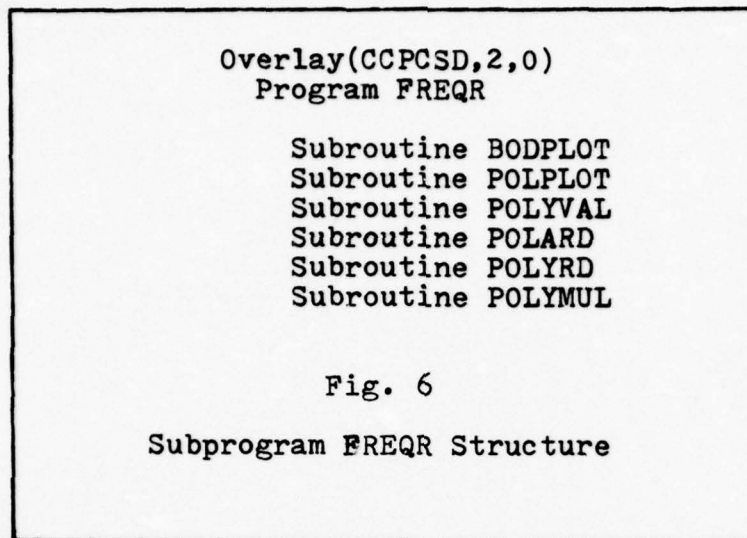 Overlay(CCPCSD,2,0)
Program FREQR
Subroutine BODPLOT
Subroutine POLPLOT
Subroutine POLYVAL
Subroutine POLARD
Subroutine POLYRD
Subroutine POLYMUL
Fig. 6
Subprogram FREQR Structure